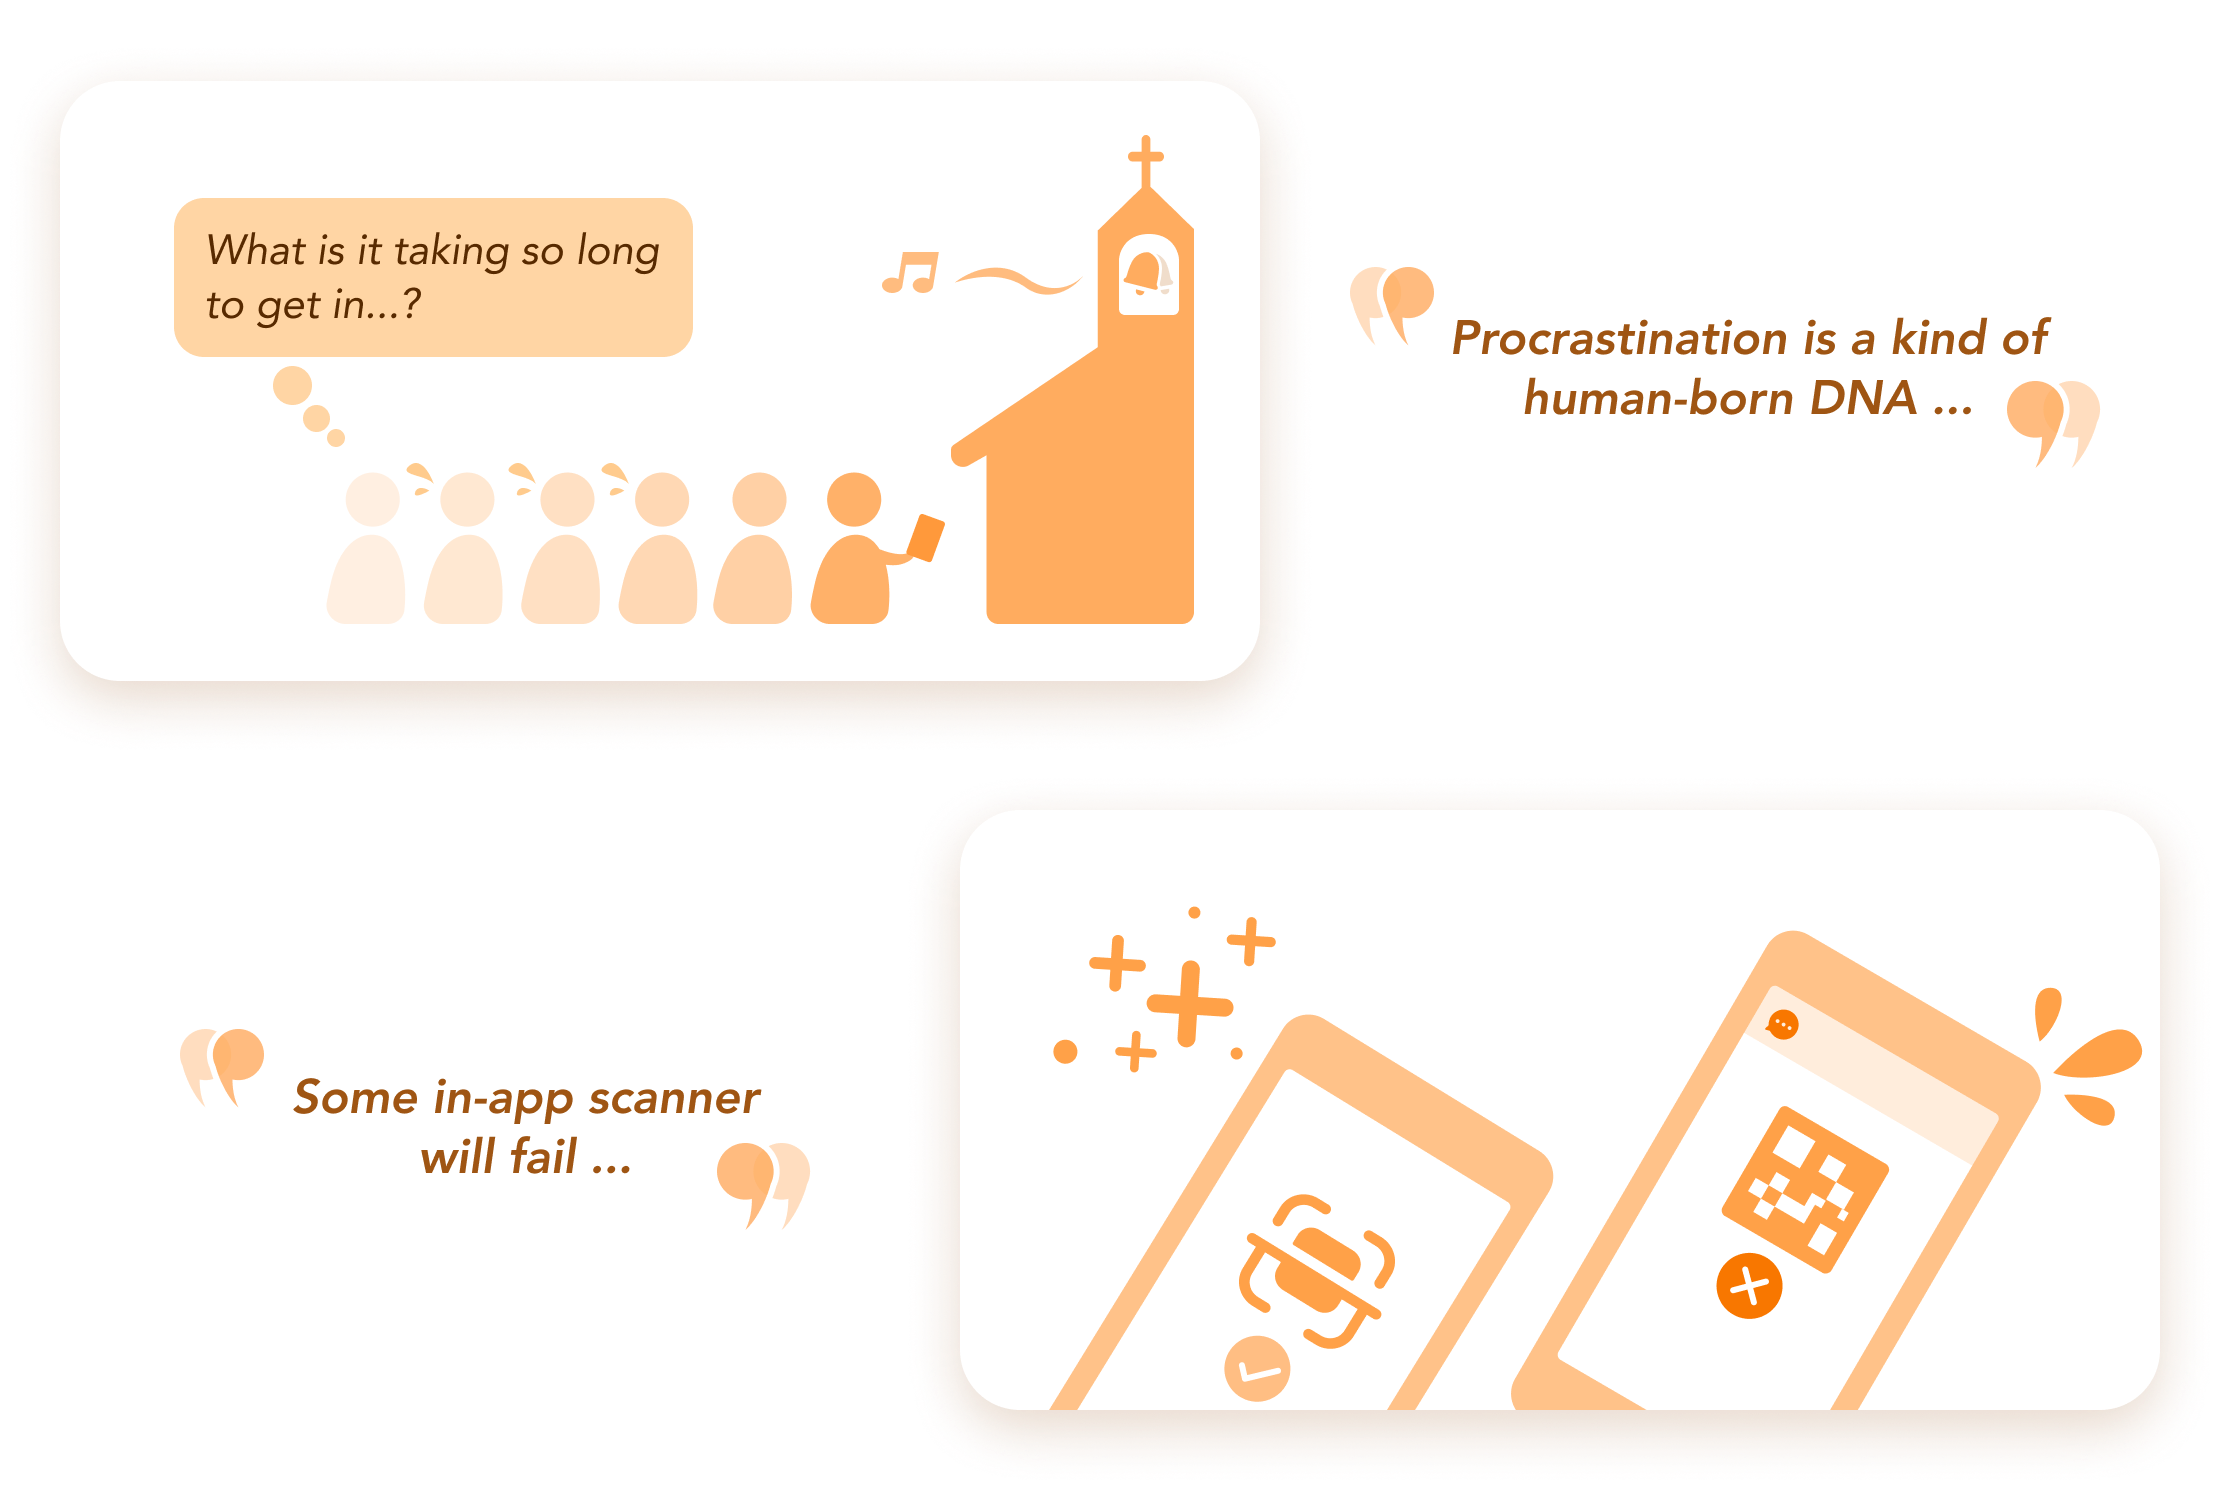 What is it taking so long
to get in...?
Procrastination is a kind of
human-born DNA ...
Some in-app scanner
will fail ...